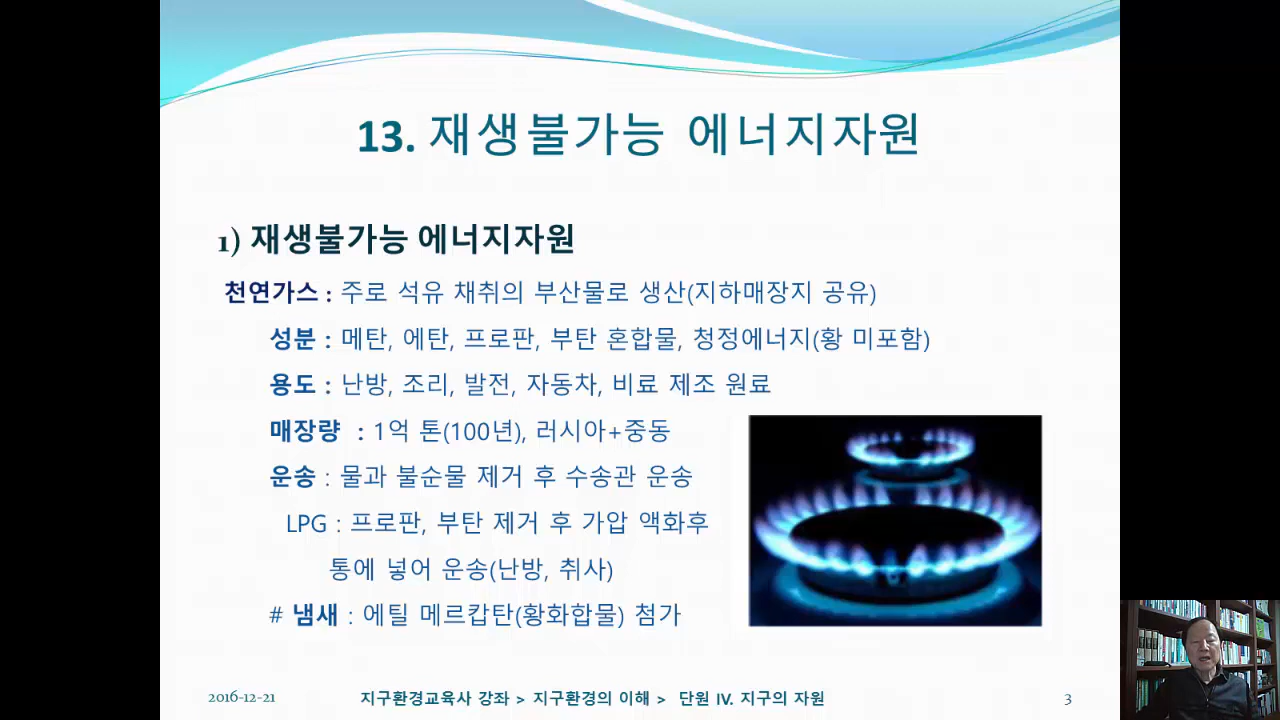 13. 재생불가능 에너지자원
1) 재생불가능 에너지자원
천연가스 : 주로 석유 채취의 부산물로 생산(지하매장지 공유)
성분 : 메탄, 에탄, 프로판, 부탄 혼합물, 청정에너지(황 미포함)
용도 : 난방, 조리, 발전, 자동차, 비료 제조 원료
매장량 : 1억 톤(100년), 러시아+중동
운송 : 물과 불순물 제거 후 수송관 운송
LPG : 프로판, 부탄 제거 후 가압 액화후
통에 넣어 운송(난방, 취사)
# 냄새 : 에틸 메르캅탄(황화합물) 첨가
2016-12-21 지구환경교육사 강좌 > 지구환경의 이해 > 단원 IV. 지구의 자원 3